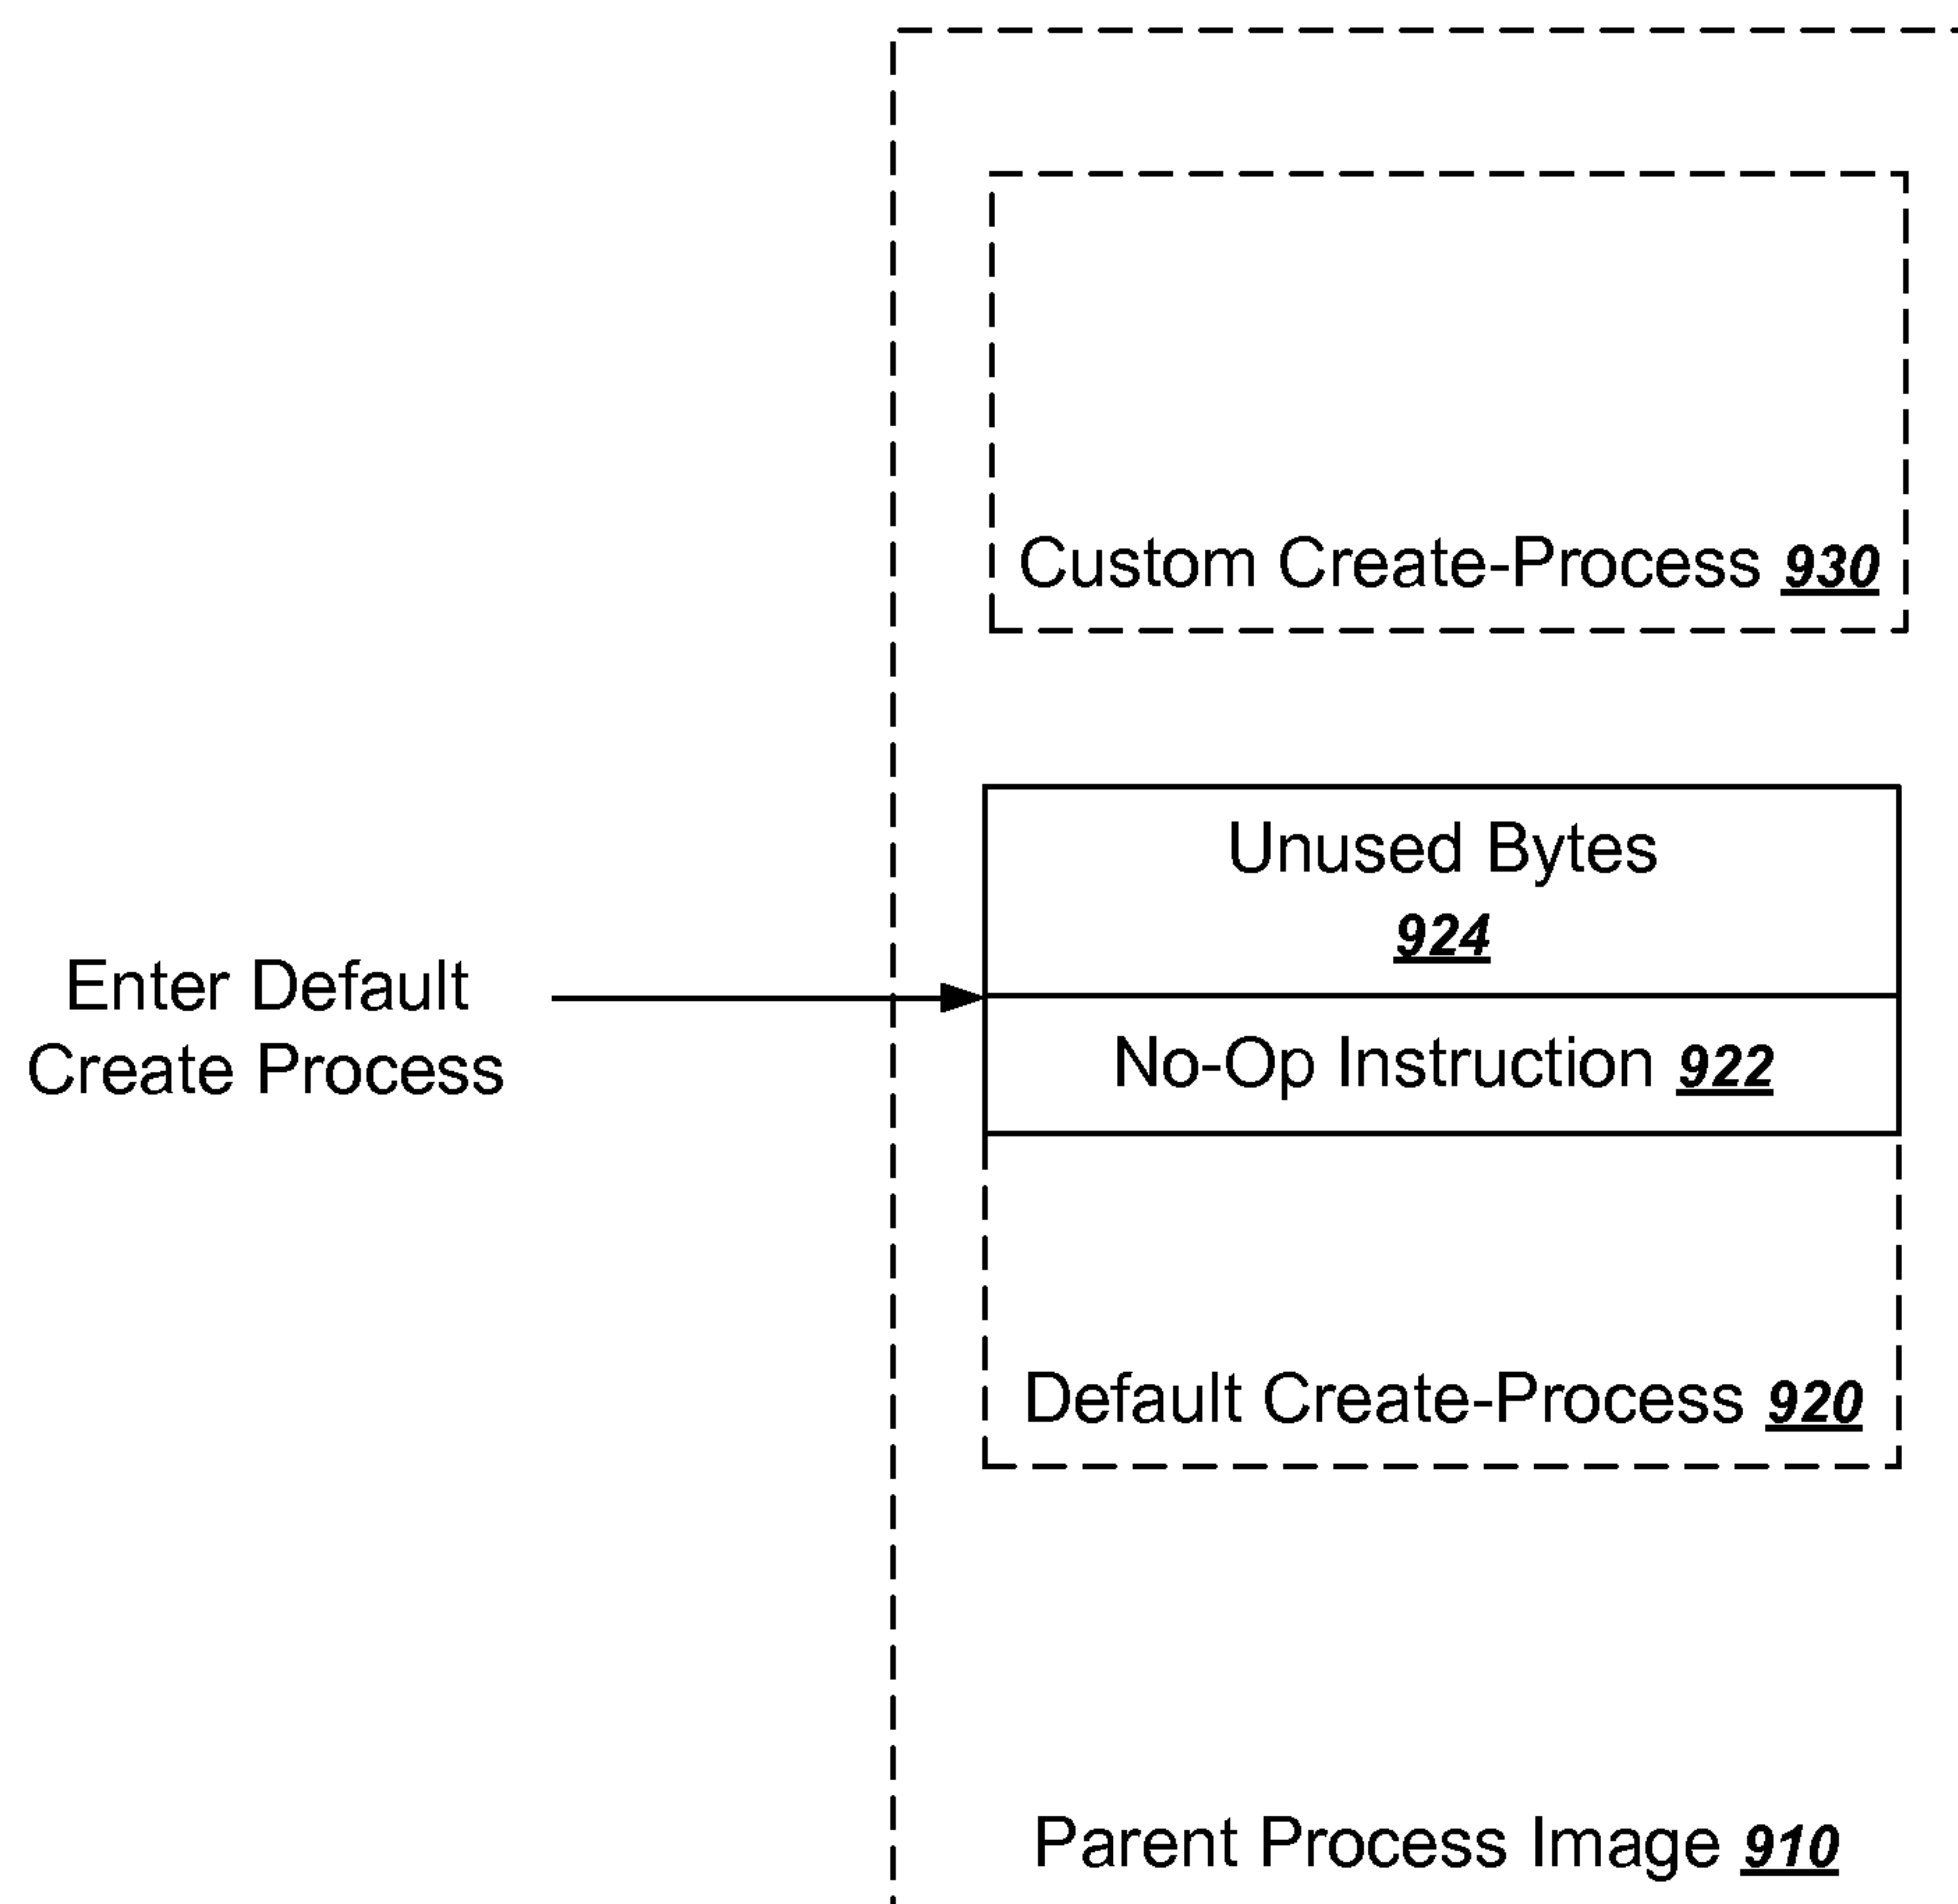 Custom Create-Process 930
Unused Bytes
924
Enter Default
Create Process
No-Op Instruction 922
Default Create-Process 920
Parent Process Image 910